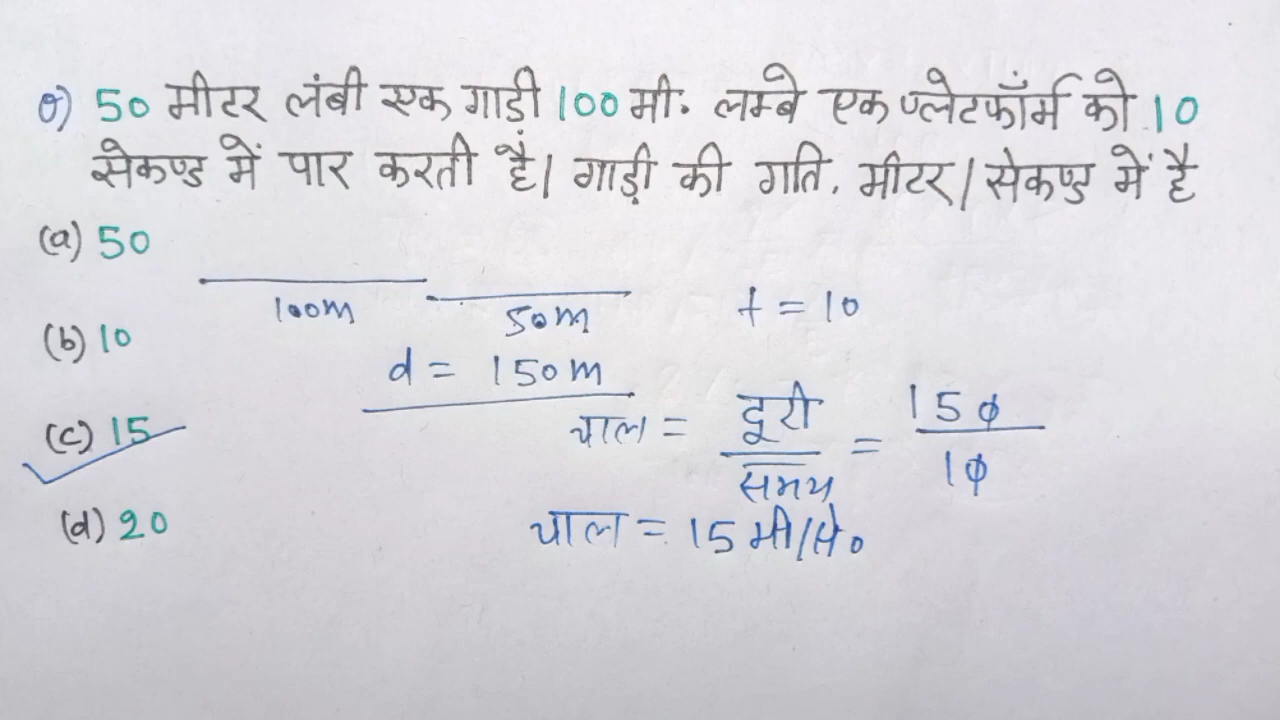 0) 50 मीटर लंबी एक गाडी 100 मी. लम्बे एक प्लेटफॉर्म को 10
सेकण्ड में पार करती हैं। गाड़ी की गति. मीटर / सेकण्ड में है
(a) 50
100m 50m t = 10
(b) 10
d = 150m
(c) 15
चाल = दूरी / समय = 150 / 10
(d) 20
चाल = 15 मी/से०